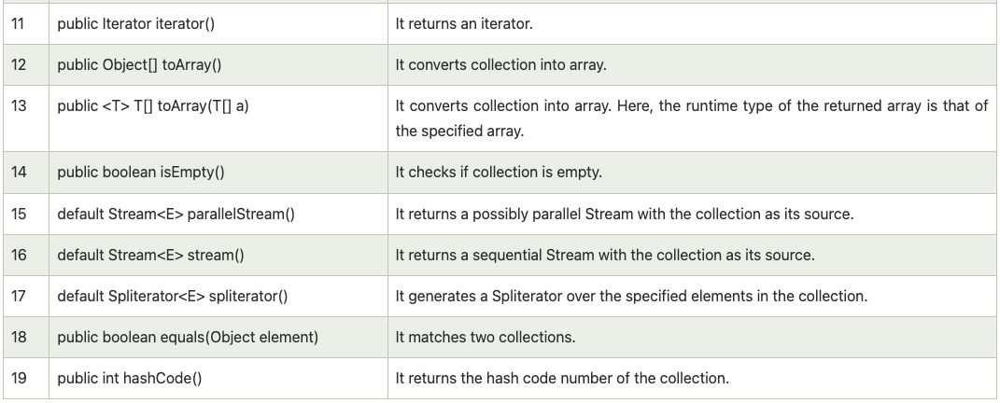 11 public Iterator iterator() It returns an iterator.
12 public Object[] toArray() It converts collection into array.
13 public <T> T[] toArray(T[] a) It converts collection into array. Here, the runtime type of the returned array is that of
the specified array.
14 public boolean isEmpty() It checks if collection is empty.
15 default Stream<E> parallelStream() It returns a possibly parallel Stream with the collection as its source.
16 default Stream<E> stream() It returns a sequential Stream with the collection as its source.
17 default Spliterator<E> spliterator() It generates a Spliterator over the specified elements in the collection.
18 public boolean equals(Object element) It matches two collections.
19 public int hashCode() It returns the hash code number of the collection.